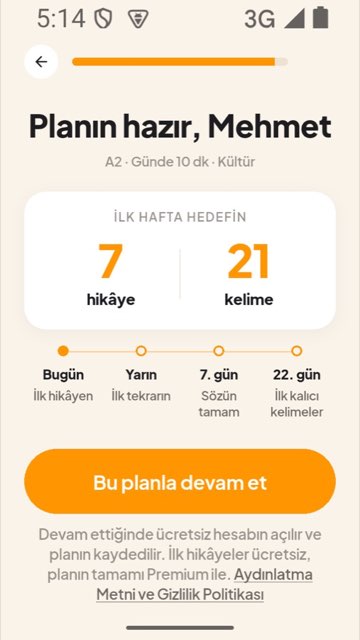 5:14 3G
Planın hazır, Mehmet
A2 · Günde 10 dk · Kültür
İLK HAFTA HEDEFİN
7 21
hikâye kelime
Bugün Yarın 7. gün 22. gün
İlk hikâyen İlk tekrarın Sözün İlk kalıcı
tamam kelimeler
Bu planla devam et
Devam ettiğinde ücretsiz hesabın açılır ve
planın kaydedilir. İlk hikâyeler ücretsiz,
planın tamamı Premium ile. Aydınlatma
Metni ve Gizlilik Politikası